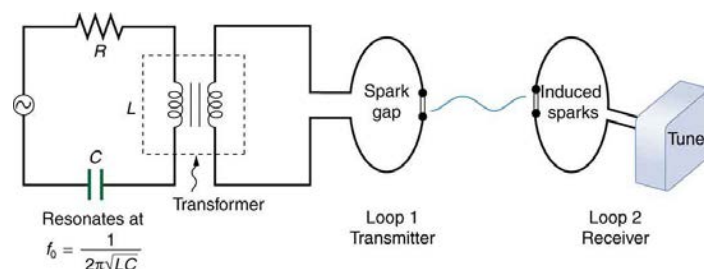 R
L
C
Transformer
Resonates at
f₀ = 1
2π√LC
Spark
gap
Loop 1
Transmitter
Induced
sparks
Tune
Loop 2
Receiver